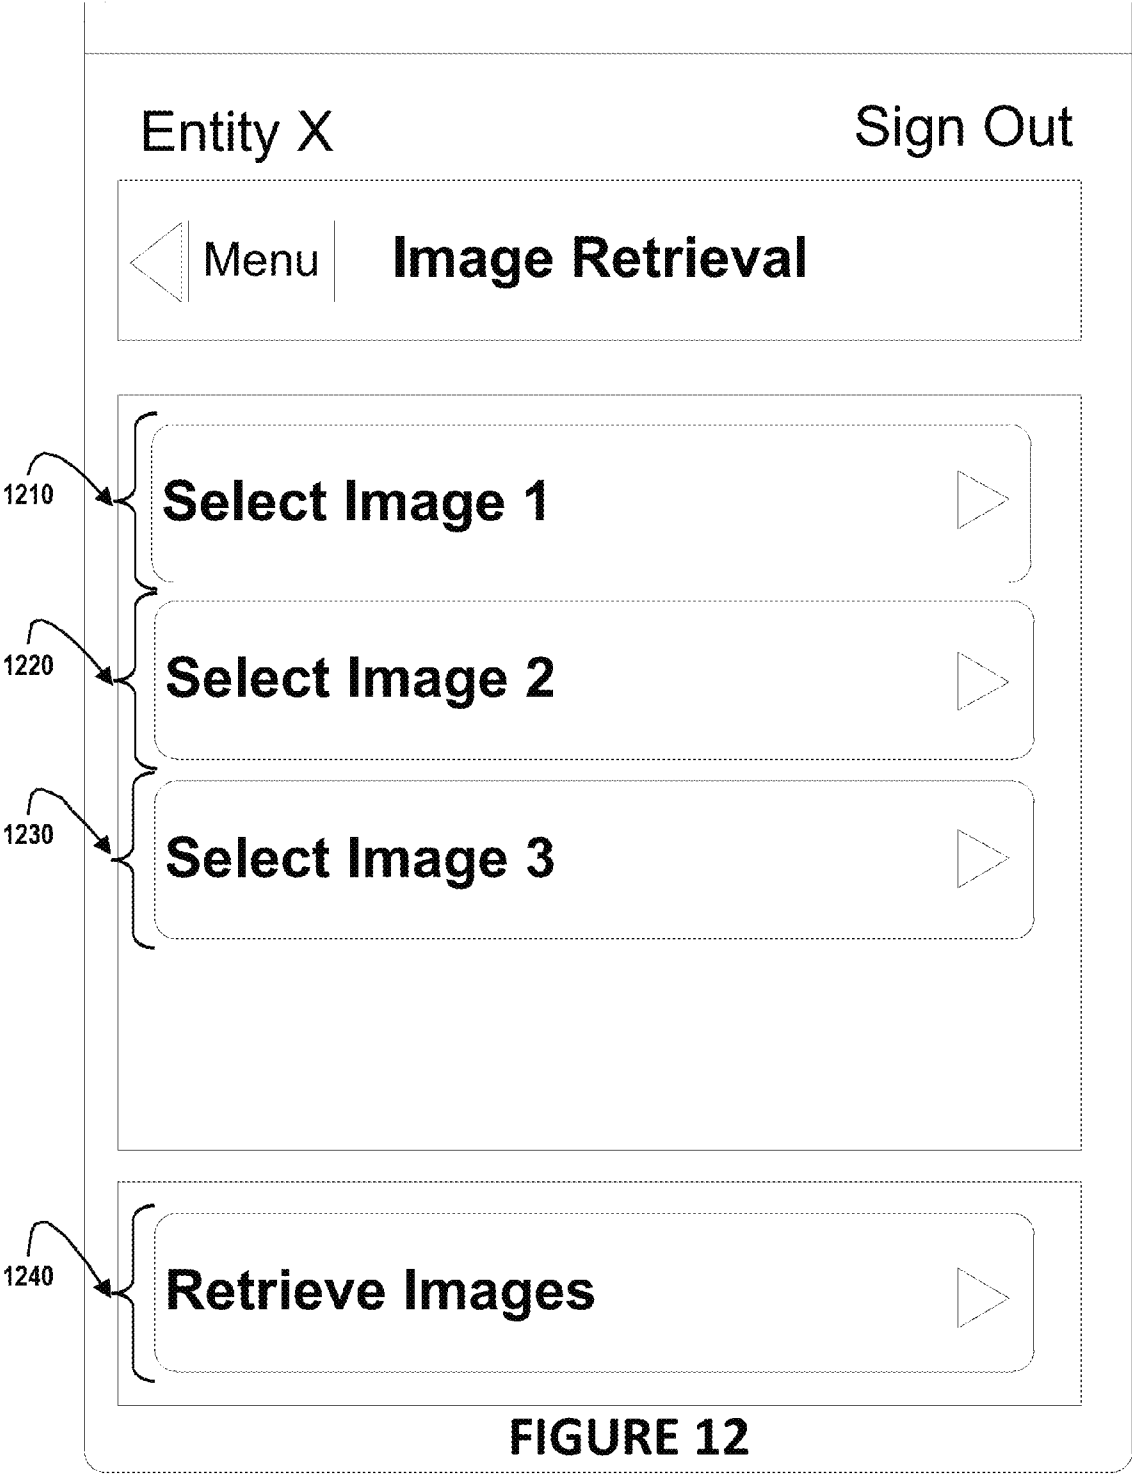 Entity X
Sign Out
Menu
Image Retrieval
1210
Select Image 1
1220
Select Image 2
1230
Select Image 3
1240
Retrieve Images
FIGURE 12